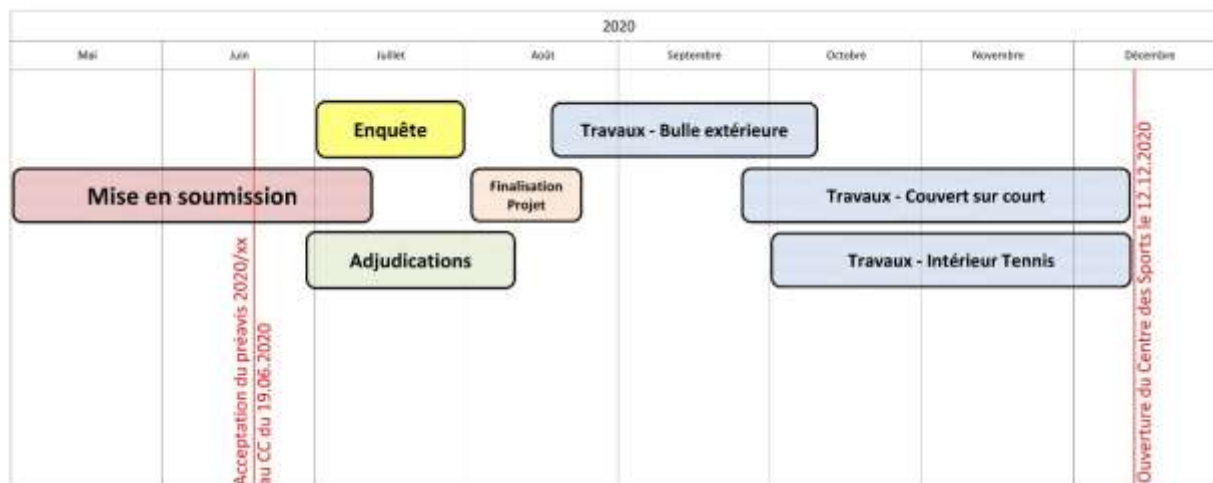 2020
Mai
Juin
Juillet
Août
Septembre
Octobre
Novembre
Décembre
Enquête
Travaux - Bulle extérieure
Mise en soumission
Finalisation
Projet
Travaux - Couvert sur court
Adjudications
Travaux - Intérieur Tennis
Acceptation du préavis 2020/xx
au CC du 19.06.2020
Ouverture du Centre des Sports le 12.12.2020